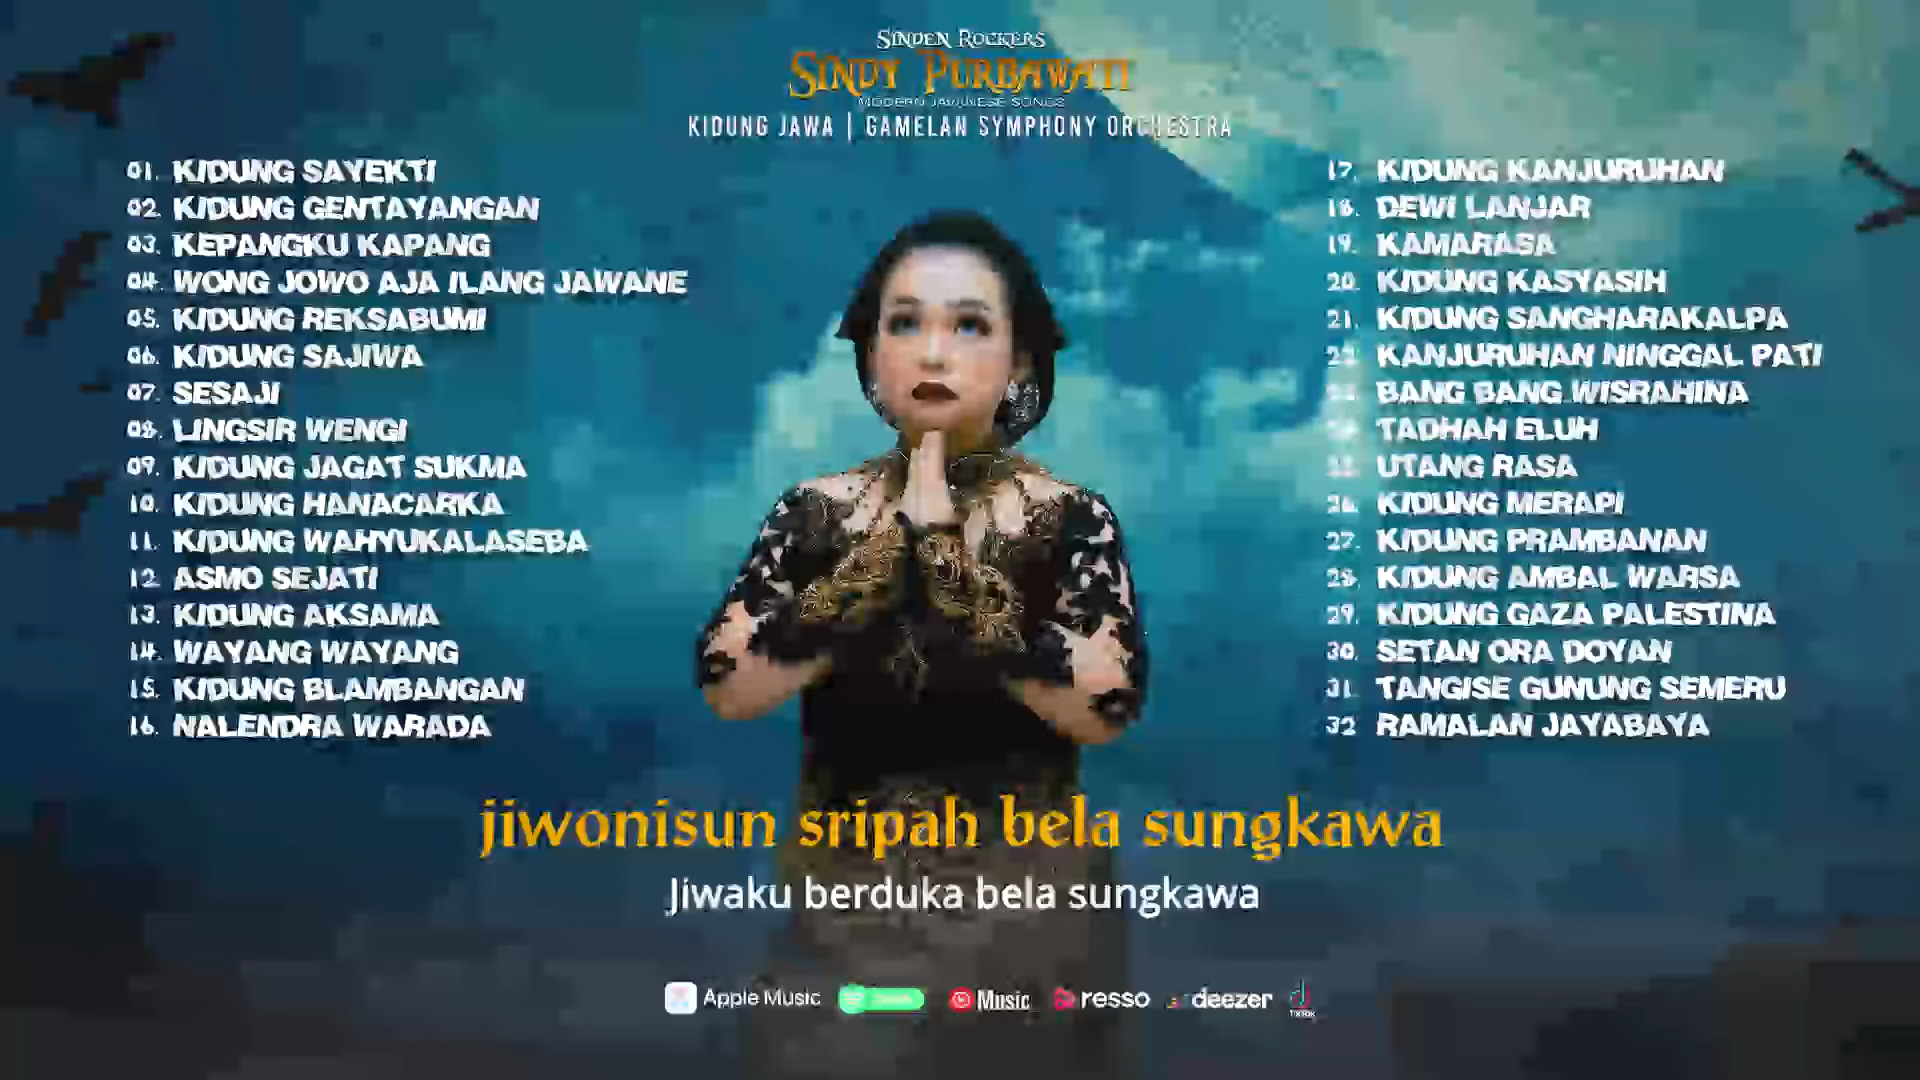 SINDEN ROCKERS
SINDY PURBAWATI
MODERN JAVANESE SONGS
KIDUNG JAWA | GAMELAN SYMPHONY ORCHESTRA
01. KIDUNG SAYEKTI
02. KIDUNG GENTAYANGAN
03. KEPANGKU KAPANG
04. WONG JOWO AJA ILANG JAWANE
05. KIDUNG REKSABUMI
06. KIDUNG SAJIWA
07. SESAJI
08. LINGSIR WENGI
09. KIDUNG JAGAT SUKMA
10. KIDUNG HANACARKA
11. KIDUNG WAHYUKALASEBA
12. ASMO SEJATI
13. KIDUNG AKSAMA
14. WAYANG WAYANG
15. KIDUNG BLAMBANGAN
16. NALENDRA WARADA
17. KIDUNG KANJURUHAN
18. DEWI LANJAR
19. KAMARASA
20. KIDUNG KASYASIH
21. KIDUNG SANGHARAKALPA
22. KANJURUHAN NINGGAL PATI
BANG BANG WISRAHINA
TADHAH ELUH
UTANG RASA
26. KIDUNG MERAPI
27. KIDUNG PRAMBANAN
28. KIDUNG AMBAL WARSA
29. KIDUNG GAZA PALESTINA
30. SETAN ORA DOYAN
31. TANGISE GUNUNG SEMERU
32 RAMALAN JAYABAYA
jiwonisun sripah bela sungkawa
Jiwaku berduka bela sungkawa
Apple Music
Music
resso
deezer
TikTok